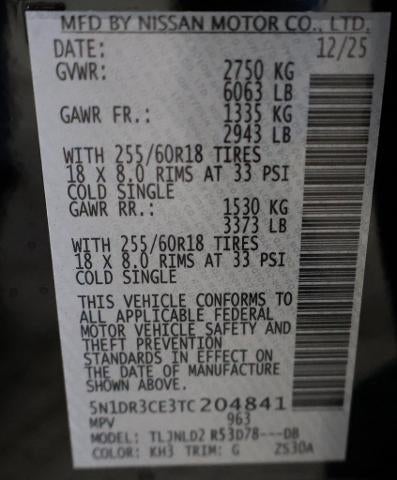 MFD BY NISSAN MOTOR CO., LTD.
DATE: 12/25
GVWR: 2750 KG
6063 LB
GAWR FR.: 1335 KG
2943 LB
WITH 255/60R18 TIRES
18 X 8.0 RIMS AT 33 PSI
COLD SINGLE
GAWR RR.: 1530 KG
3373 LB
WITH 255/60R18 TIRES
18 X 8.0 RIMS AT 33 PSI
COLD SINGLE
THIS VEHICLE CONFORMS TO
ALL APPLICABLE FEDERAL
MOTOR VEHICLE SAFETY AND
THEFT PREVENTION
STANDARDS IN EFFECT ON
THE DATE OF MANUFACTURE
SHOWN ABOVE.
5N1DR3CE3TC204841
MPV 963
MODEL: TLJNLD2 R53D78---DB
COLOR: KH3 TRIM: G ZS30A